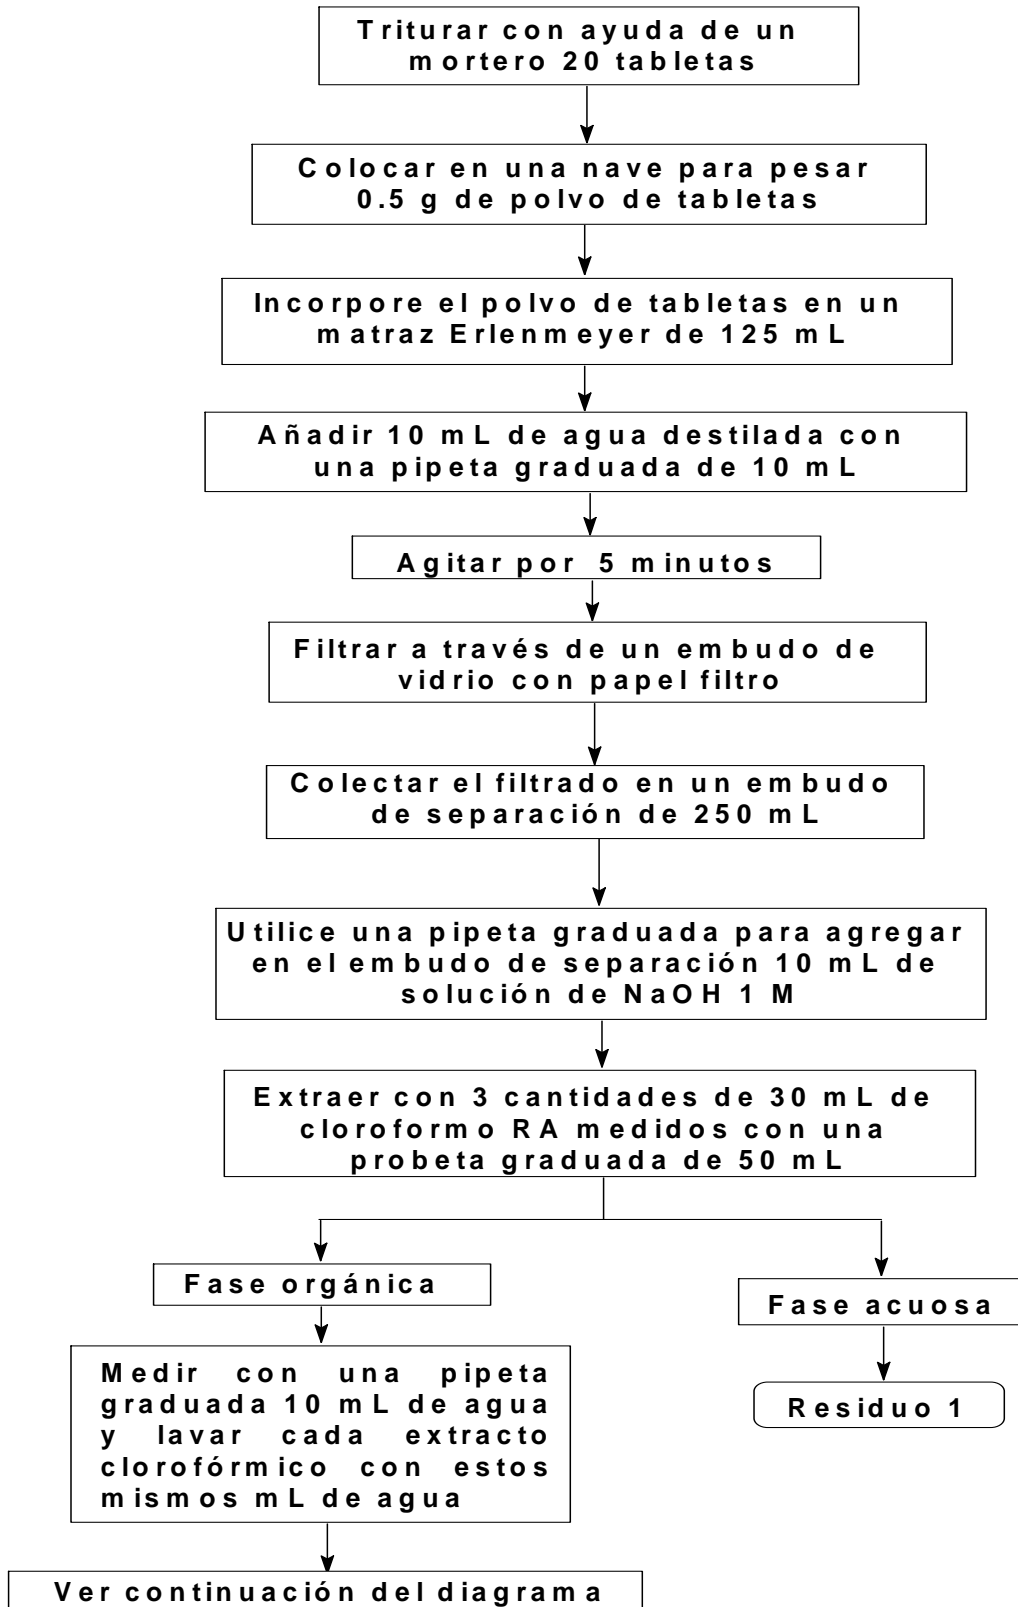 Triturar con ayuda de un
mortero 20 tabletas
Colocar en una nave para pesar
0.5 g de polvo de tabletas
Incorpore el polvo de tabletas en un
matraz Erlenmeyer de 125 mL
Añadir 10 mL de agua destilada con
una pipeta graduada de 10 mL
Agitar por 5 minutos
Filtrar a través de un embudo de
vidrio con papel filtro
Colectar el filtrado en un embudo
de separación de 250 mL
Utilice una pipeta graduada para agregar
en el embudo de separación 10 mL de
solución de NaOH 1 M
Extraer con 3 cantidades de 30 mL de
cloroformo RA medidos con una
probeta graduada de 50 mL
Fase orgánica
Fase acuosa
Medir con una pipeta
graduada 10 mL de agua
y lavar cada extracto
clorofórmico con estos
mismos mL de agua
Residuo 1
Ver continuación del diagrama